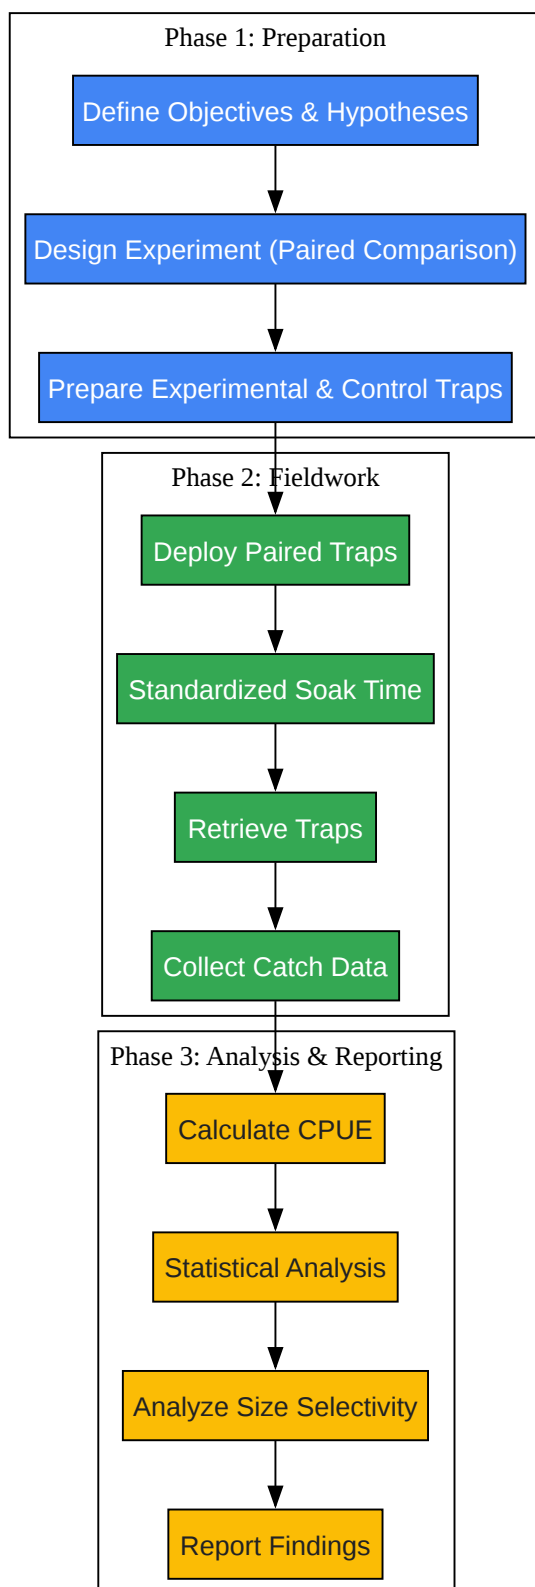 Phase 1: Preparation
Define Objectives & Hypotheses
Design Experiment (Paired Comparison)
Prepare Experimental & Control Traps
Phase 2: Fieldwork
Deploy Paired Traps
Standardized Soak Time
Retrieve Traps
Collect Catch Data
Phase 3: Analysis & Reporting
Calculate CPUE
Statistical Analysis
Analyze Size Selectivity
Report Findings